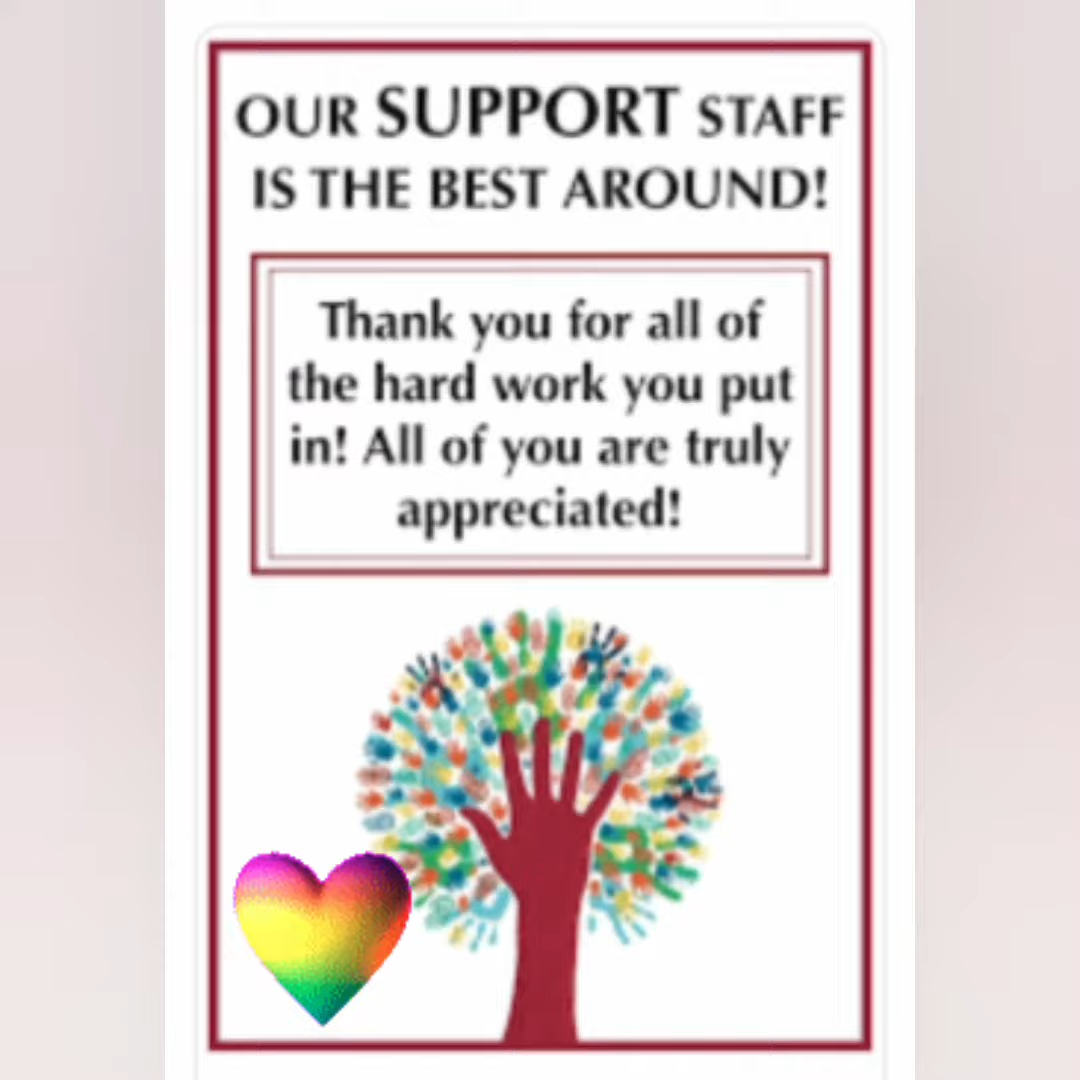 OUR SUPPORT STAFF
IS THE BEST AROUND!
Thank you for all of
the hard work you put
in! All of you are truly
appreciated!